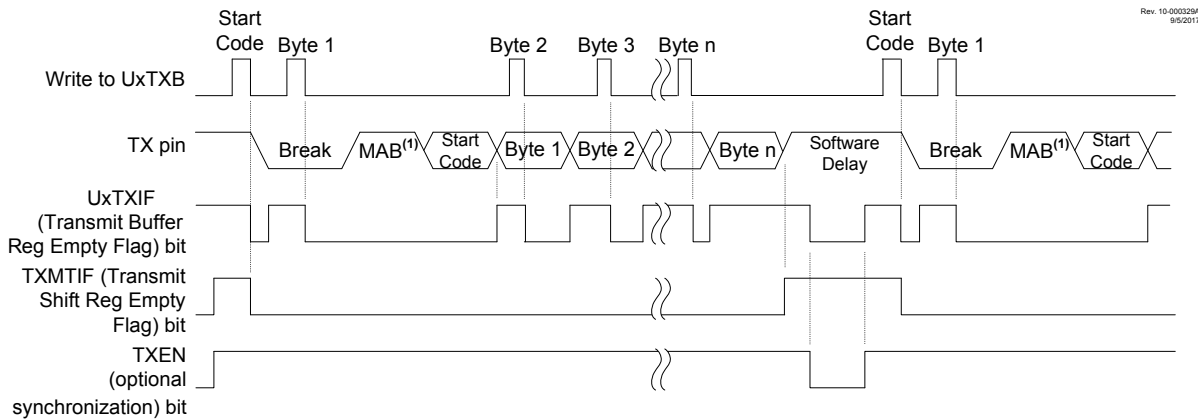 Rev. 10-000329A
9/5/2017
Start
Code
Byte 1
Byte 2
Byte 3
Byte n
Start
Code
Byte 1
Write to UxTXB
TX pin
Break
MAB(1)
Start
Code
Byte 1
Byte 2
Byte n
Software
Delay
Break
MAB(1)
Start
Code
UxTXIF
(Transmit Buffer
Reg Empty Flag) bit
TXMTIF (Transmit
Shift Reg Empty
Flag) bit
TXEN
(optional
synchronization) bit